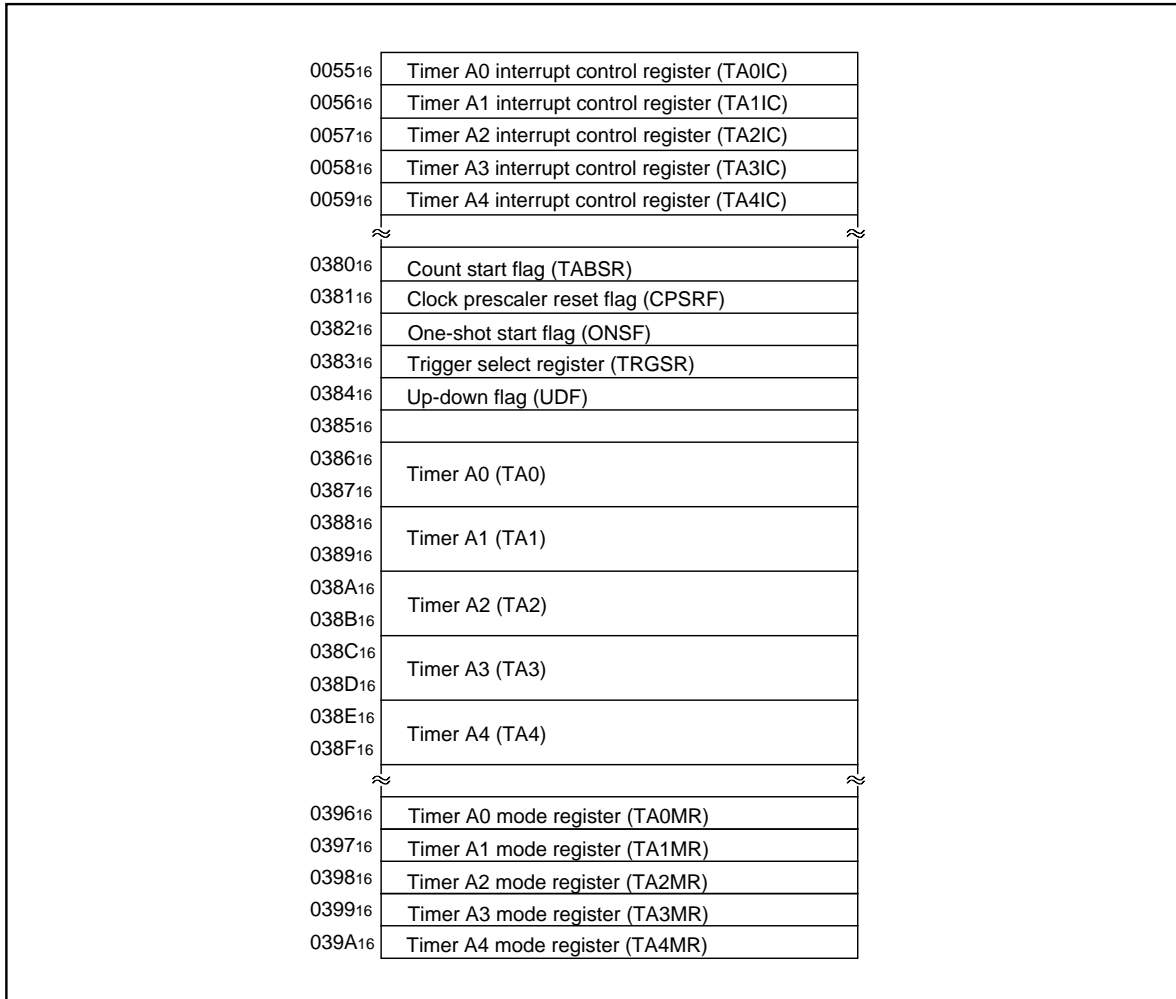 0055₁₆ Timer A0 interrupt control register (TA0IC)
0056₁₆ Timer A1 interrupt control register (TA1IC)
0057₁₆ Timer A2 interrupt control register (TA2IC)
0058₁₆ Timer A3 interrupt control register (TA3IC)
0059₁₆ Timer A4 interrupt control register (TA4IC)
0380₁₆ Count start flag (TABSR)
0381₁₆ Clock prescaler reset flag (CPSRF)
0382₁₆ One-shot start flag (ONSF)
0383₁₆ Trigger select register (TRGSR)
0384₁₆ Up-down flag (UDF)
0385₁₆
0386₁₆
Timer A0 (TA0)
0387₁₆
0388₁₆
Timer A1 (TA1)
0389₁₆
038A₁₆
Timer A2 (TA2)
038B₁₆
038C₁₆
Timer A3 (TA3)
038D₁₆
038E₁₆
Timer A4 (TA4)
038F₁₆
0396₁₆ Timer A0 mode register (TA0MR)
0397₁₆ Timer A1 mode register (TA1MR)
0398₁₆ Timer A2 mode register (TA2MR)
0399₁₆ Timer A3 mode register (TA3MR)
039A₁₆ Timer A4 mode register (TA4MR)